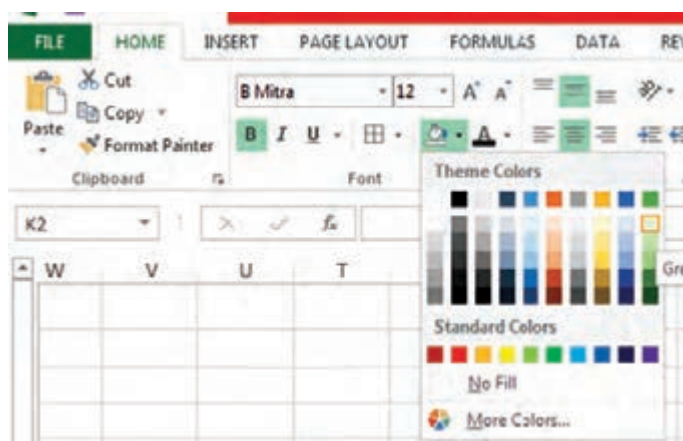 FILE HOME INSERT PAGE LAYOUT FORMULAS DATA
Cut
B Mitra 12 A A
Copy
Paste
B I U A
Format Painter
Clipboard Font
Theme Colors
K2 fx
W V U T
Standard Colors
No Fill
More Colors...